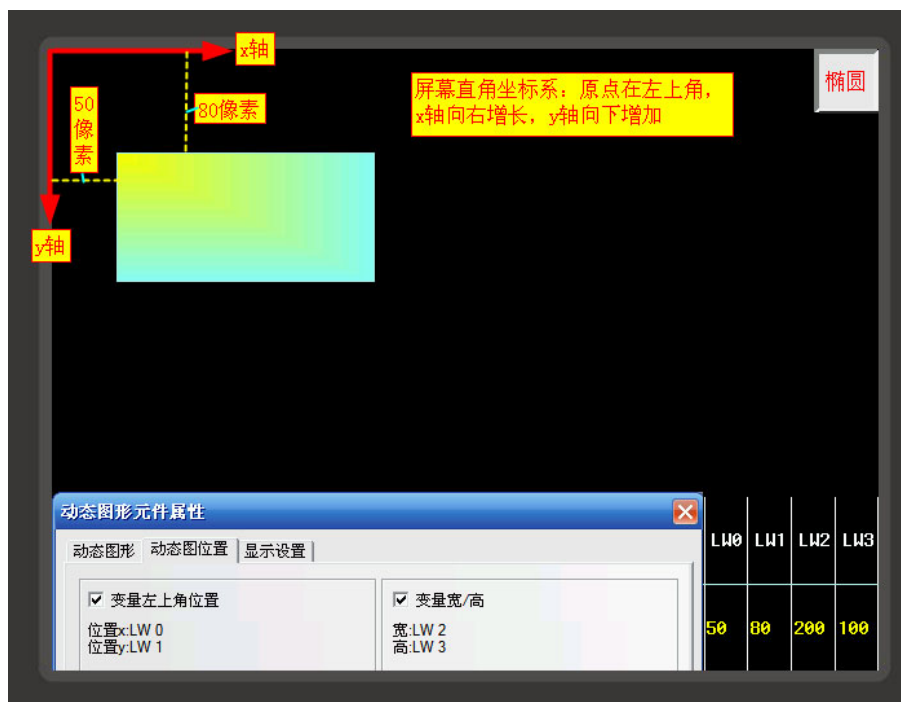 x轴
椭圆
屏幕直角坐标系：原点在左上角，
x轴向右增长，y轴向下增加
50
像
素
80像素
y轴
动态图形元件属性
动态图形 动态图位置 显示设置
变量左上角位置
位置x:LW 0
位置y:LW 1
变量宽/高
宽:LW 2
高:LW 3
LW0 LW1 LW2 LW3
50 80 200 100